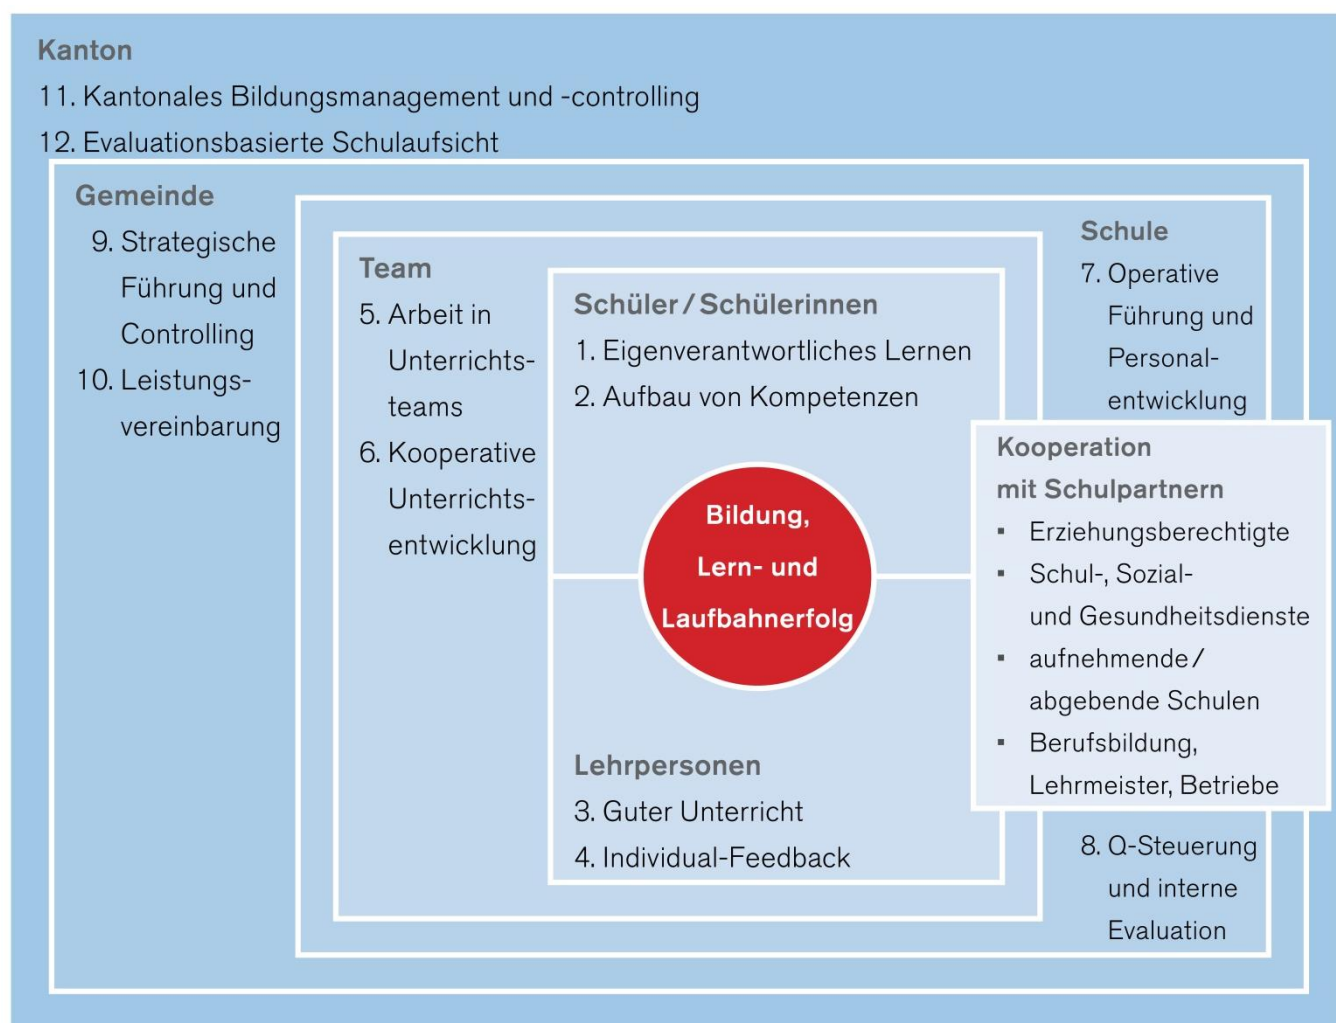 Kanton
11. Kantonales Bildungsmanagement und -controlling
12. Evaluationsbasierte Schulaufsicht
Gemeinde
9. Strategische
Führung und
Controlling
10. Leistungs-
vereinbarung
Team
5. Arbeit in
Unterrichts-
teams
6. Kooperative
Unterrichts-
entwicklung
Schüler / Schülerinnen
1. Eigenverantwortliches Lernen
2. Aufbau von Kompetenzen
Bildung,
Lern- und
Laufbahnerfolg
Lehrpersonen
3. Guter Unterricht
4. Individual-Feedback
Schule
7. Operative
Führung und
Personal-
entwicklung
Kooperation
mit Schulpartnern
▪ Erziehungsberechtigte
▪ Schul-, Sozial-
und Gesundheitsdienste
▪ aufnehmende /
abgebende Schulen
▪ Berufsbildung,
Lehrmeister, Betriebe
8. Q-Steuerung
und interne
Evaluation